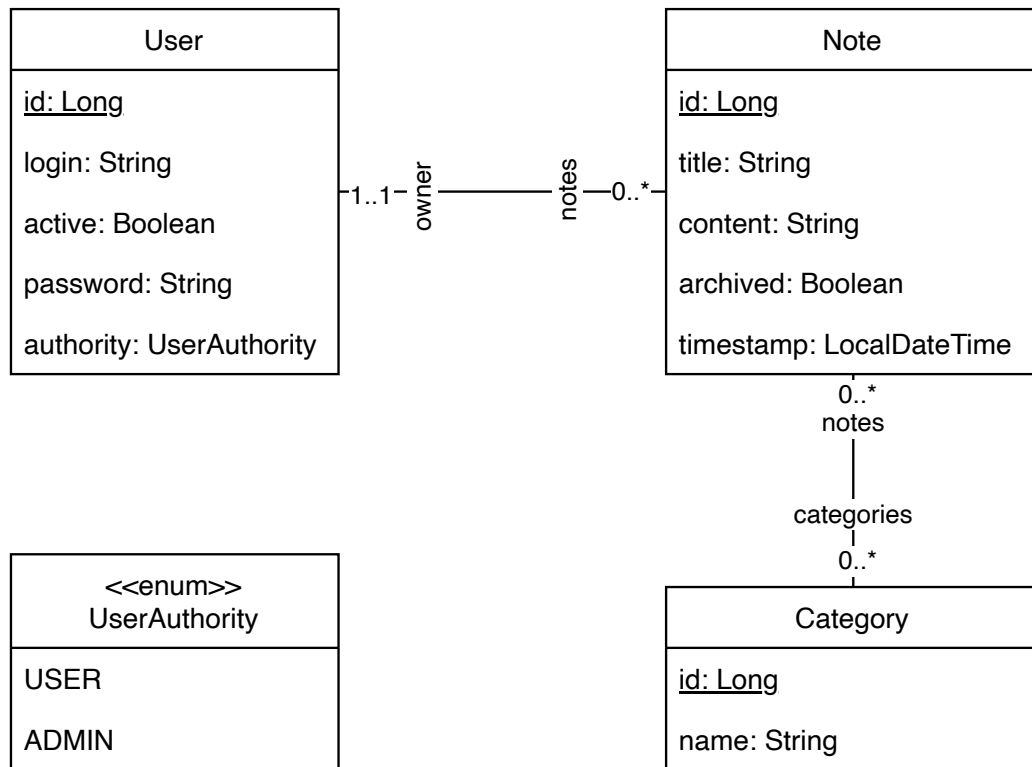 User
id: Long
login: String
active: Boolean
password: String
authority: UserAuthority
1..1
owner
notes
0..*
Note
id: Long
title: String
content: String
archived: Boolean
timestamp: LocalDateTime
0..*
notes
categories
0..*
<<enum>>
UserAuthority
USER
ADMIN
Category
id: Long
name: String